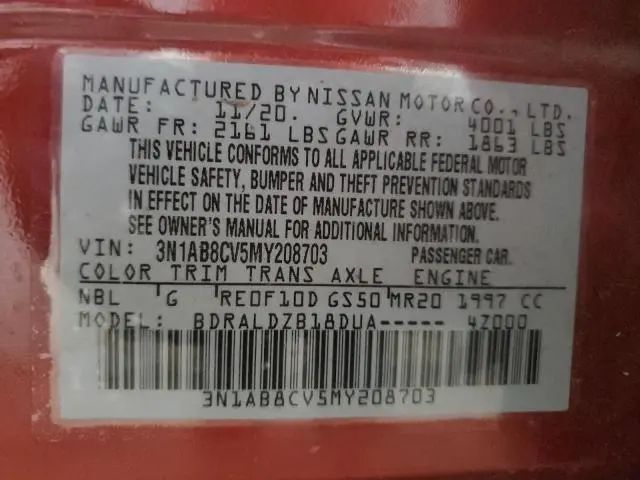 MANUFACTURED BY NISSAN MOTOR CO., LTD.
DATE: 11/20. GVWR: 4001 LBS
GAWR FR: 2161 LBS GAWR RR: 1863 LBS
THIS VEHICLE CONFORMS TO ALL APPLICABLE FEDERAL MOTOR
VEHICLE SAFETY, BUMPER AND THEFT PREVENTION STANDARDS
IN EFFECT ON THE DATE OF MANUFACTURE SHOWN ABOVE.
SEE OWNER'S MANUAL FOR ADDITIONAL INFORMATION.
VIN: 3N1AB8CV5MY208703 PASSENGER CAR.
COLOR TRIM TRANS AXLE ENGINE
NBL G RE0F10D GS50 MR20 1997 CC
MODEL: BDRALDZB18DUA----- 4Z000
3N1AB8CV5MY208703